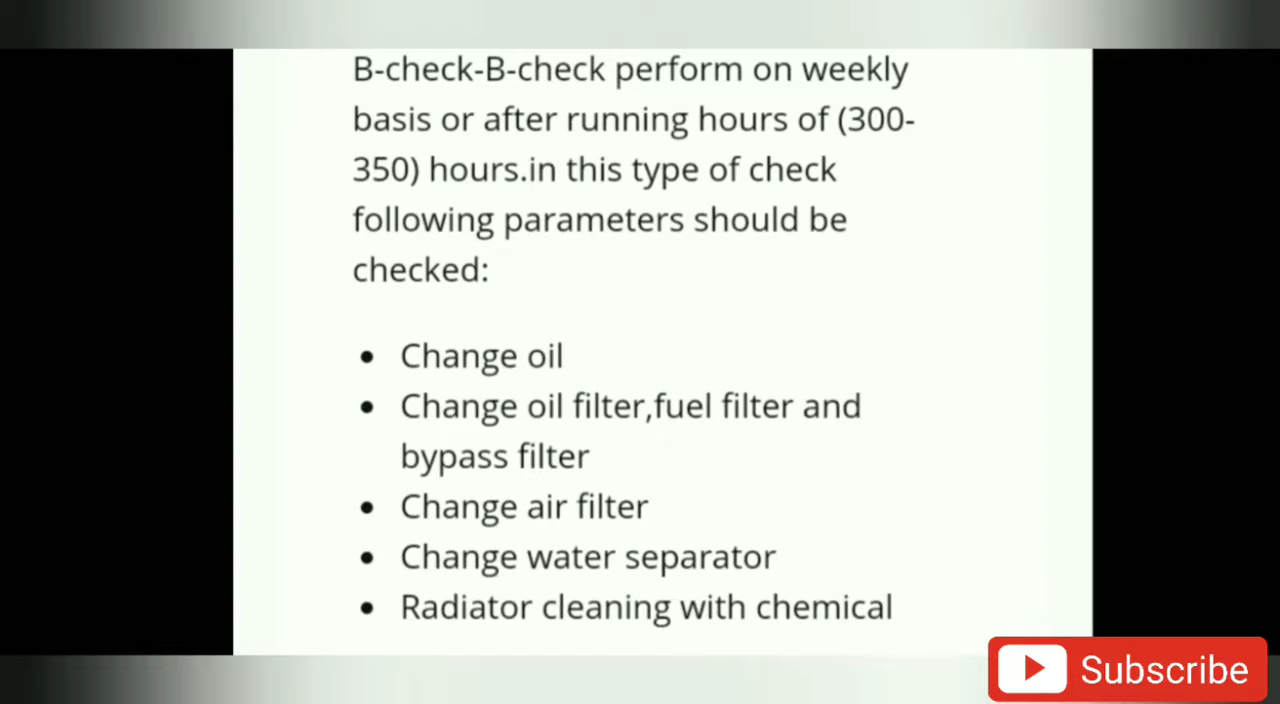 B-check-B-check perform on weekly
basis or after running hours of (300-
350) hours.in this type of check
following parameters should be
checked:
• Change oil
• Change oil filter,fuel filter and
bypass filter
• Change air filter
• Change water separator
• Radiator cleaning with chemical
Subscribe